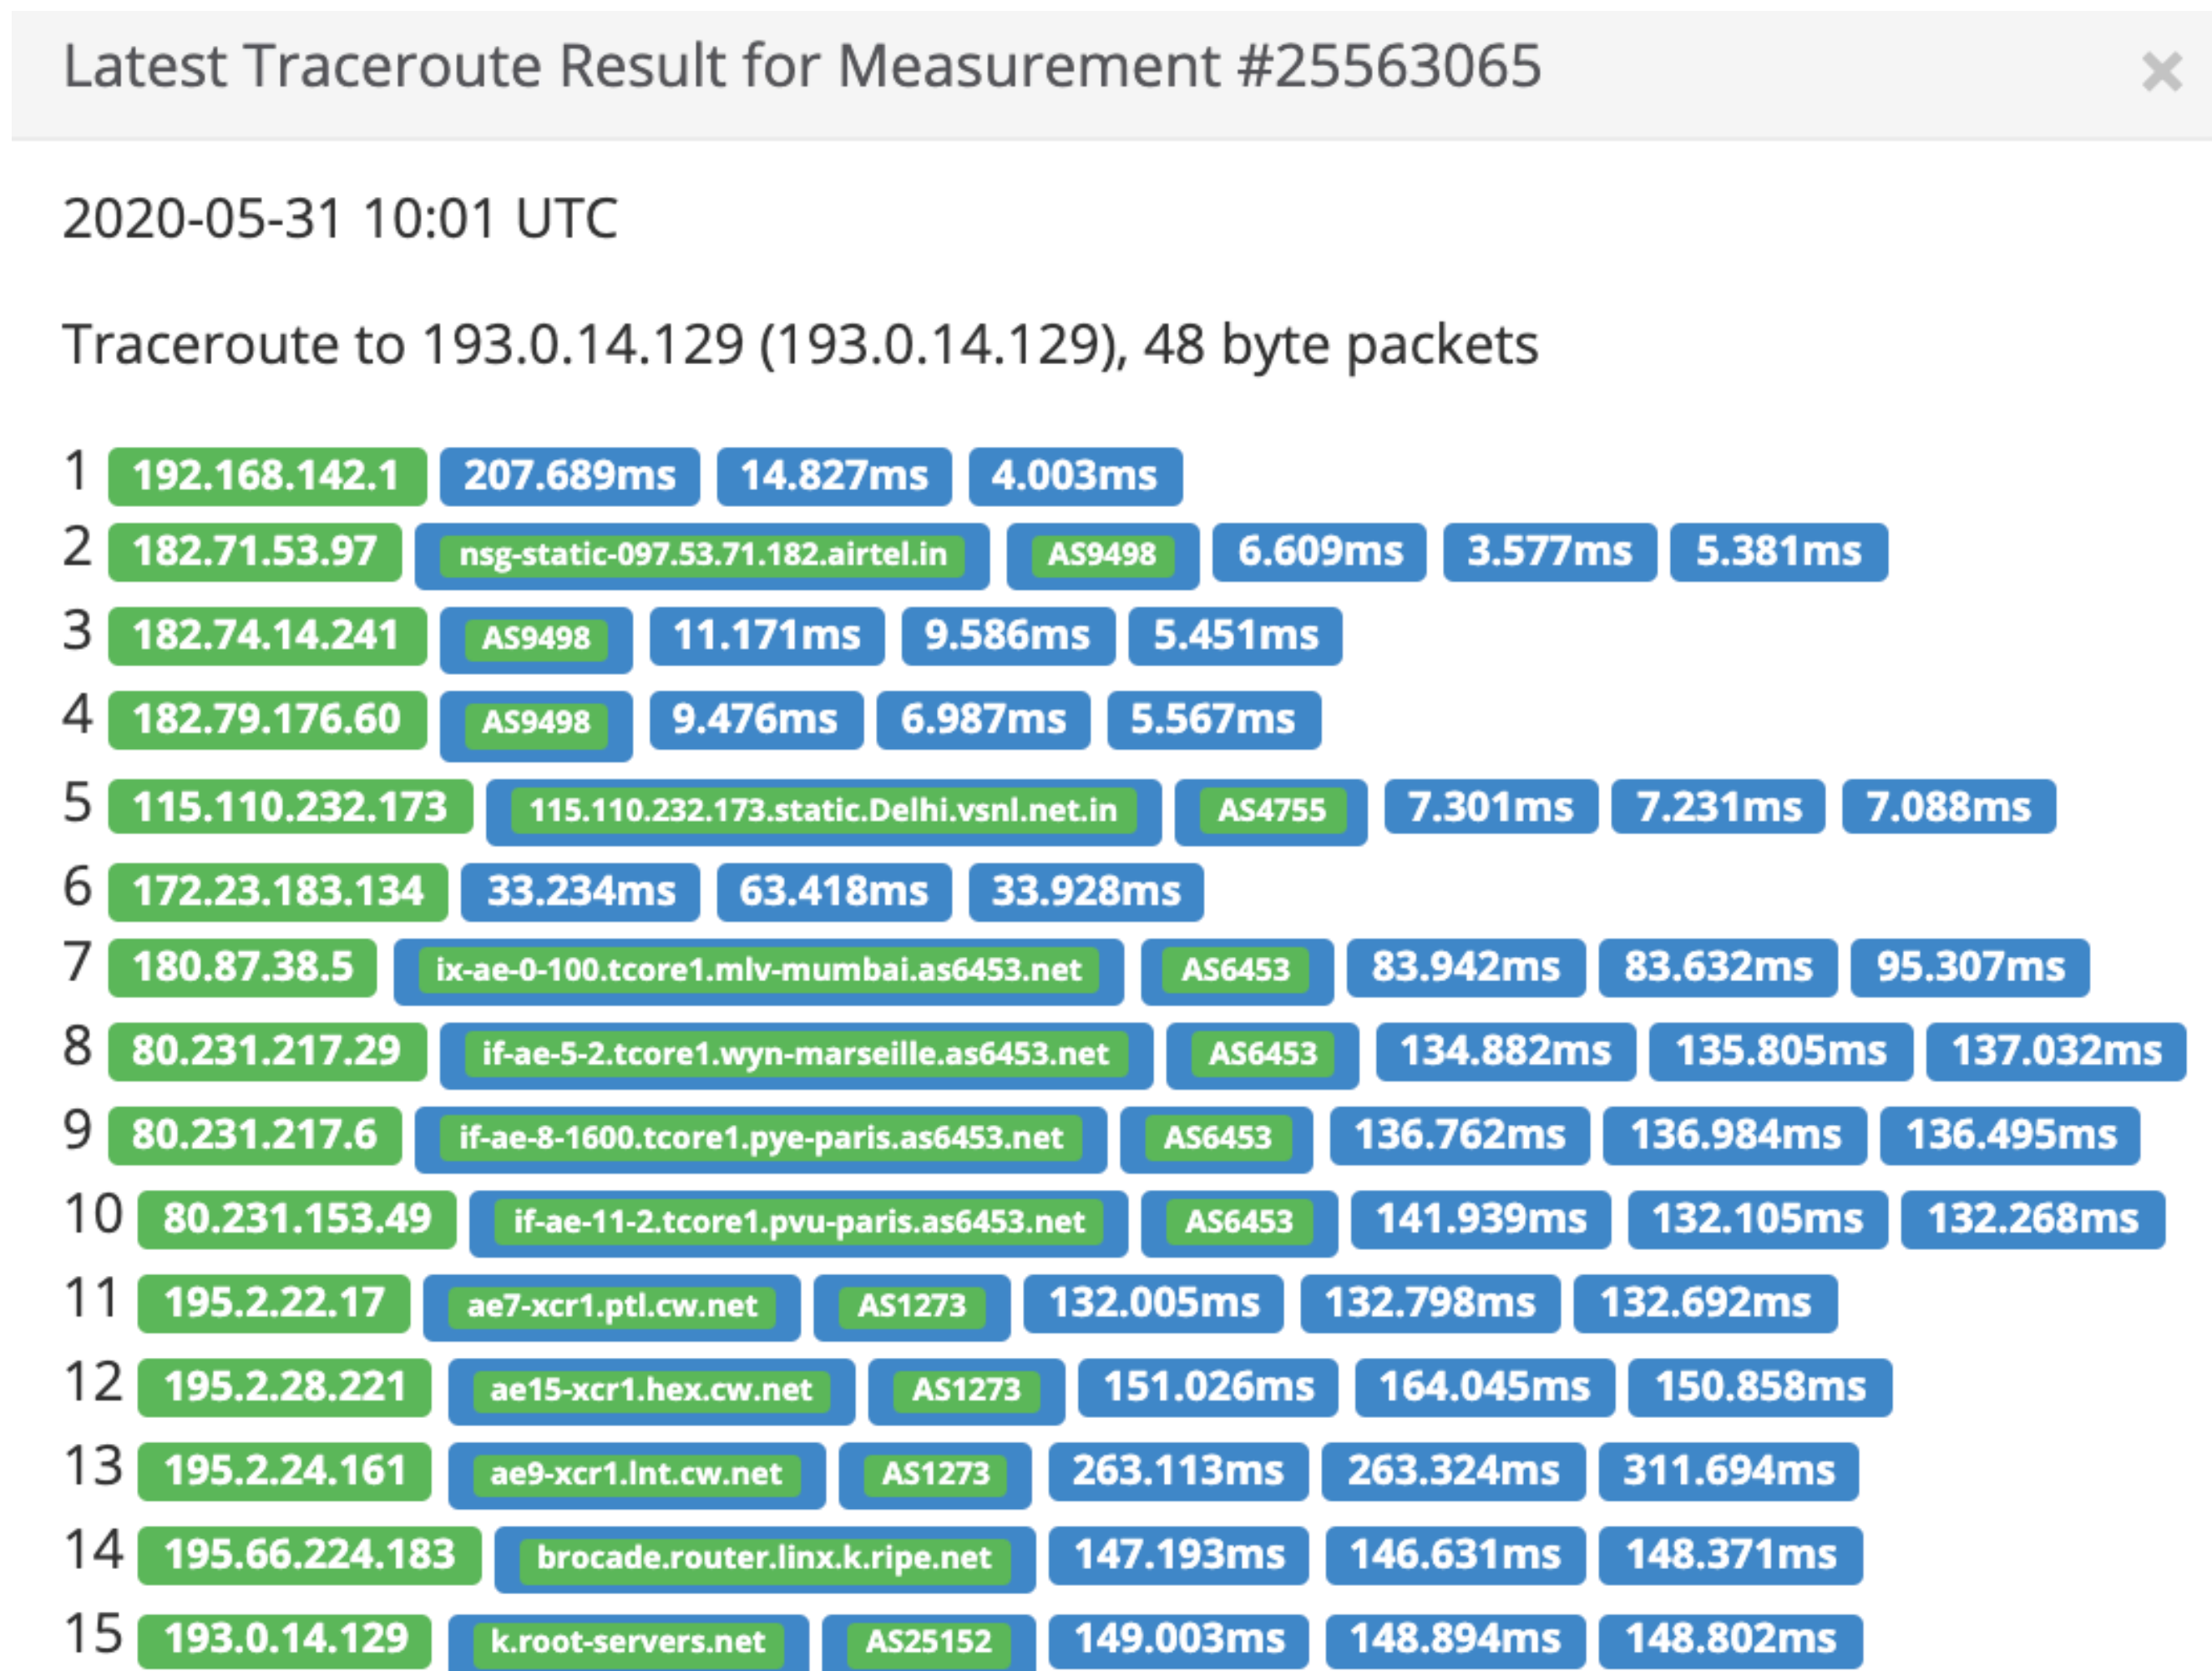 Latest Traceroute Result for Measurement #25563065 ×
2020-05-31 10:01 UTC
Traceroute to 193.0.14.129 (193.0.14.129), 48 byte packets
1 192.168.142.1 207.689ms 14.827ms 4.003ms
2 182.71.53.97 nsg-static-097.53.71.182.airtel.in AS9498 6.609ms 3.577ms 5.381ms
3 182.74.14.241 AS9498 11.171ms 9.586ms 5.451ms
4 182.79.176.60 AS9498 9.476ms 6.987ms 5.567ms
5 115.110.232.173 115.110.232.173.static.Delhi.vsnl.net.in AS4755 7.301ms 7.231ms 7.088ms
6 172.23.183.134 33.234ms 63.418ms 33.928ms
7 180.87.38.5 ix-ae-0-100.tcore1.mlv-mumbai.as6453.net AS6453 83.942ms 83.632ms 95.307ms
8 80.231.217.29 if-ae-5-2.tcore1.wyn-marseille.as6453.net AS6453 134.882ms 135.805ms 137.032ms
9 80.231.217.6 if-ae-8-1600.tcore1.pye-paris.as6453.net AS6453 136.762ms 136.984ms 136.495ms
10 80.231.153.49 if-ae-11-2.tcore1.pvu-paris.as6453.net AS6453 141.939ms 132.105ms 132.268ms
11 195.2.22.17 ae7-xcr1.ptl.cw.net AS1273 132.005ms 132.798ms 132.692ms
12 195.2.28.221 ae15-xcr1.hex.cw.net AS1273 151.026ms 164.045ms 150.858ms
13 195.2.24.161 ae9-xcr1.lnt.cw.net AS1273 263.113ms 263.324ms 311.694ms
14 195.66.224.183 brocade.router.linx.k.ripe.net 147.193ms 146.631ms 148.371ms
15 193.0.14.129 k.root-servers.net AS25152 149.003ms 148.894ms 148.802ms